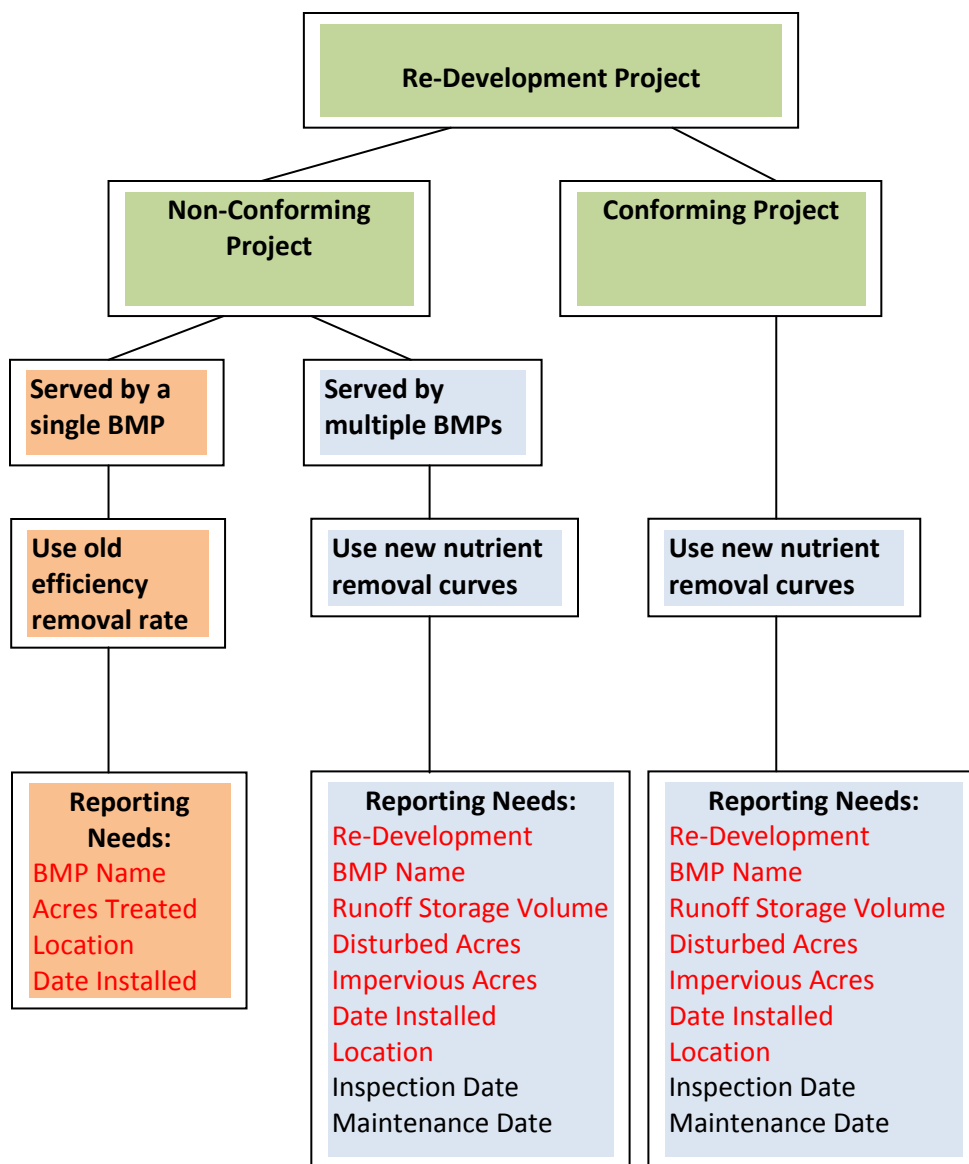 Re-Development Project
Non-Conforming
Project
Conforming Project
Served by a
single BMP
Served by
multiple BMPs
Use old
efficiency
removal rate
Use new nutrient
removal curves
Use new nutrient
removal curves
Reporting
Needs:
BMP Name
Acres Treated
Location
Date Installed
Reporting Needs:
Re-Development
BMP Name
Runoff Storage Volume
Disturbed Acres
Impervious Acres
Date Installed
Location
Inspection Date
Maintenance Date
Reporting Needs:
Re-Development
BMP Name
Runoff Storage Volume
Disturbed Acres
Impervious Acres
Date Installed
Location
Inspection Date
Maintenance Date